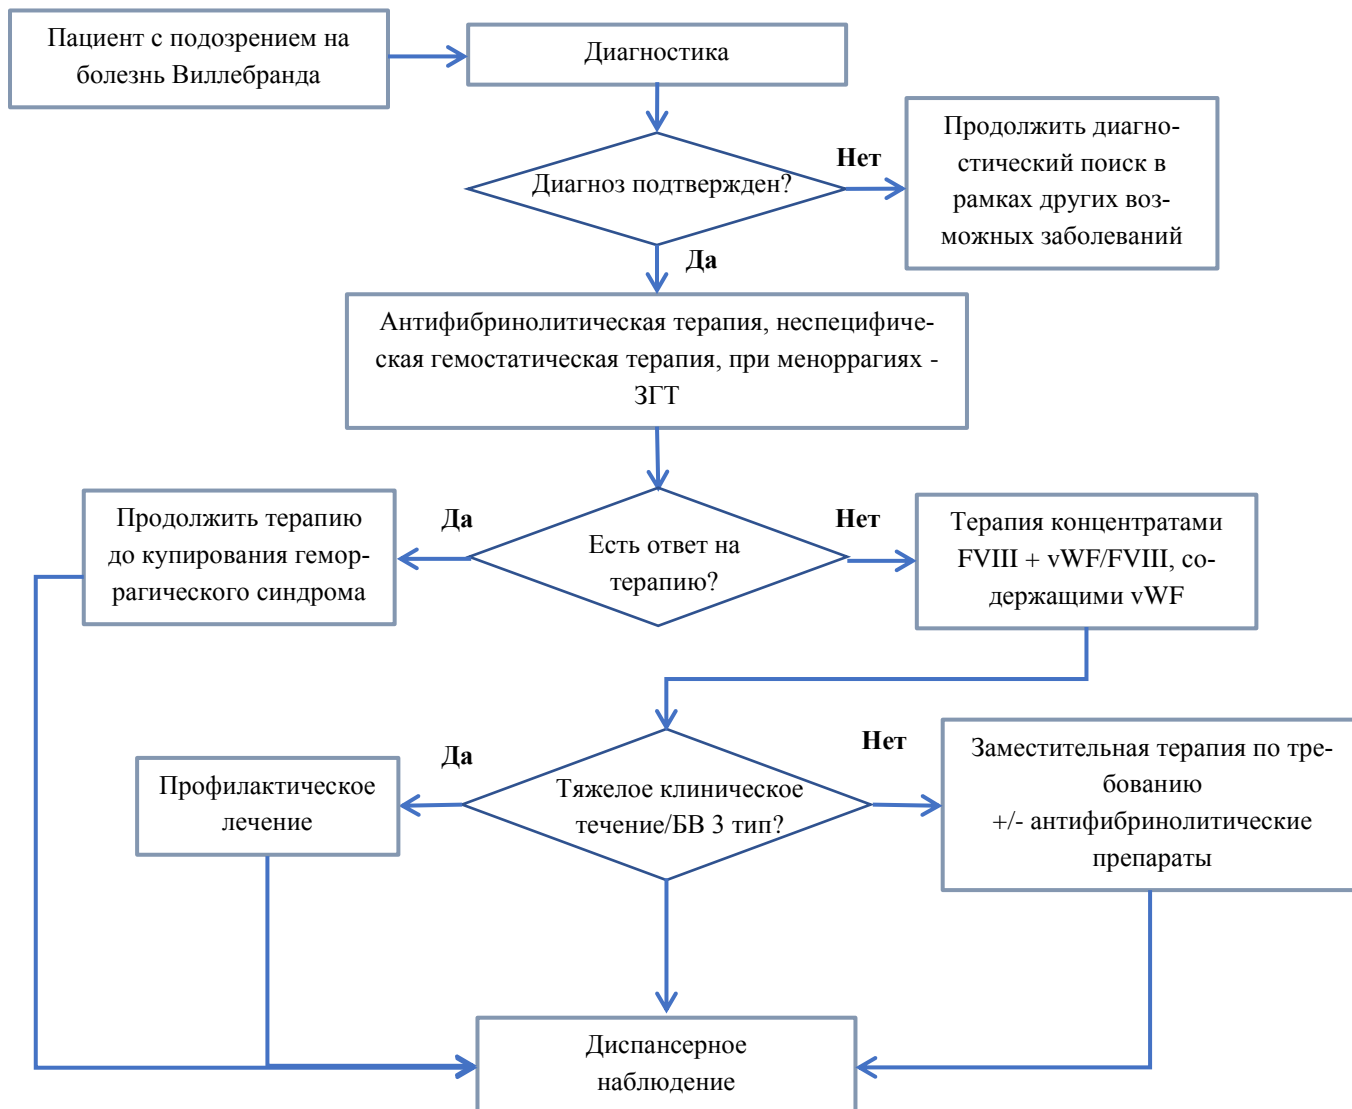 Пациент с подозрением на
болезнь Виллебранда
Диагностика
Диагноз подтвержден?
Нет
Продолжить диагно-
стический поиск в
рамках других воз-
можных заболеваний
Да
Антифибринолитическая терапия, неспецифиче-
ская гемостатическая терапия, при меноррагиях -
ЗГТ
Продолжить терапию
до купирования гемор-
рагического синдрома
Да
Есть ответ на
терапию?
Нет
Терапия концентратами
FVIII + vWF/FVIII, со-
держащими vWF
Профилактическое
лечение
Да
Тяжелое клиническое
течение/БВ 3 тип?
Нет
Заместительная терапия по тре-
бованию
+/- антифибринолитические
препараты
Диспансерное
наблюдение